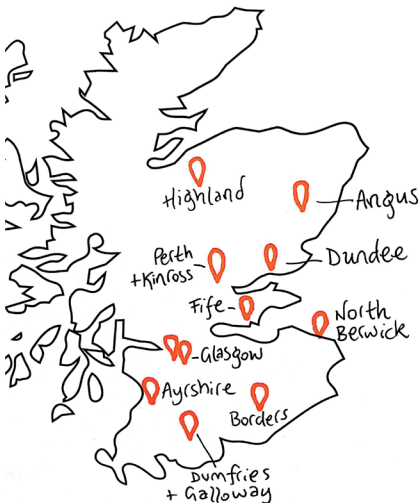 Highland
Angus
Perth
+Kinross
Dundee
Fife
North
Berwick
Glasgow
Ayrshire
Borders
Dumfries
+ Galloway